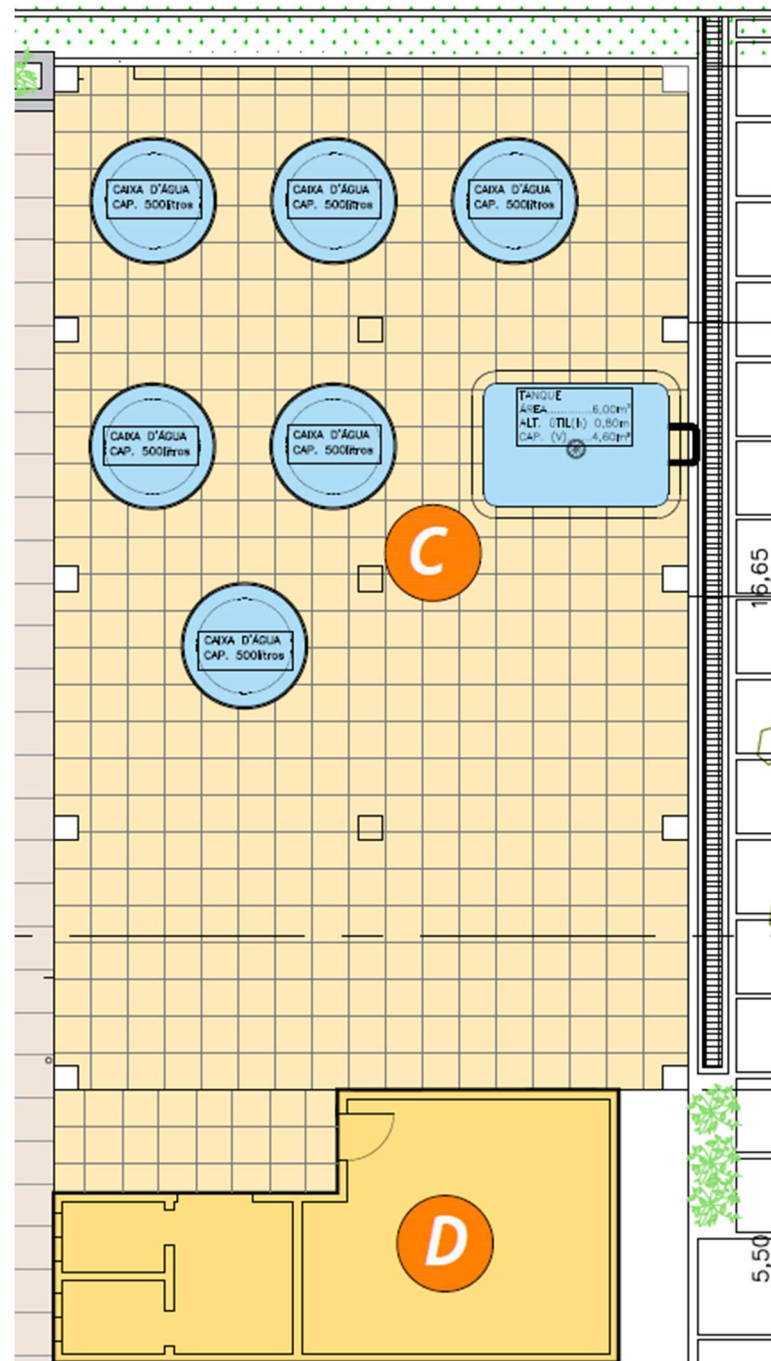 CAIXA D'ÁGUA
CAP. 500litros
CAIXA D'ÁGUA
CAP. 500litros
CAIXA D'ÁGUA
CAP. 500litros
CAIXA D'ÁGUA
CAP. 500litros
CAIXA D'ÁGUA
CAP. 500litros
TANQUE
ÁREA...........6,00m²
ALT. ÚTIL(h) 0,80m
CAP. (V)......4,60m³
C
16,65
CAIXA D'ÁGUA
CAP. 500litros
D
5,50